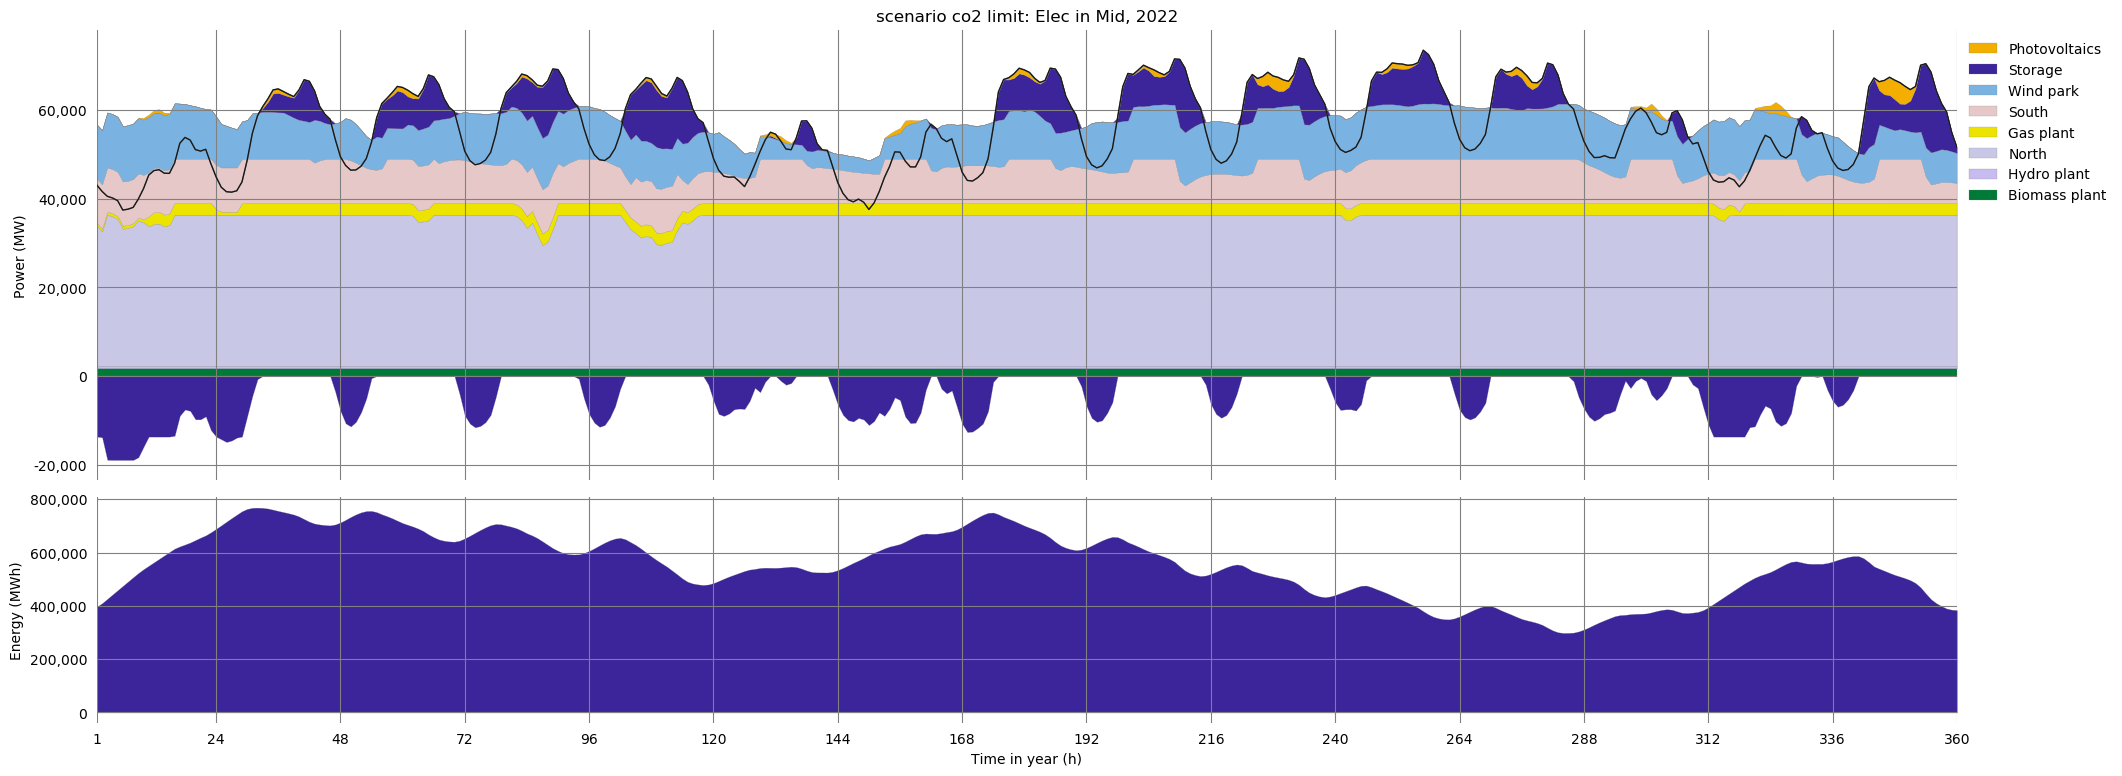 scenario co2 limit: Elec in Mid, 2022
Power (MW)
60,000
40,000
20,000
0
-20,000
Photovoltaics
Storage
Wind park
South
Gas plant
North
Hydro plant
Biomass plant
Energy (MWh)
800,000
600,000
400,000
200,000
0
1 24 48 72 96 120 144 168 192 216 240 264 288 312 336 360
Time in year (h)